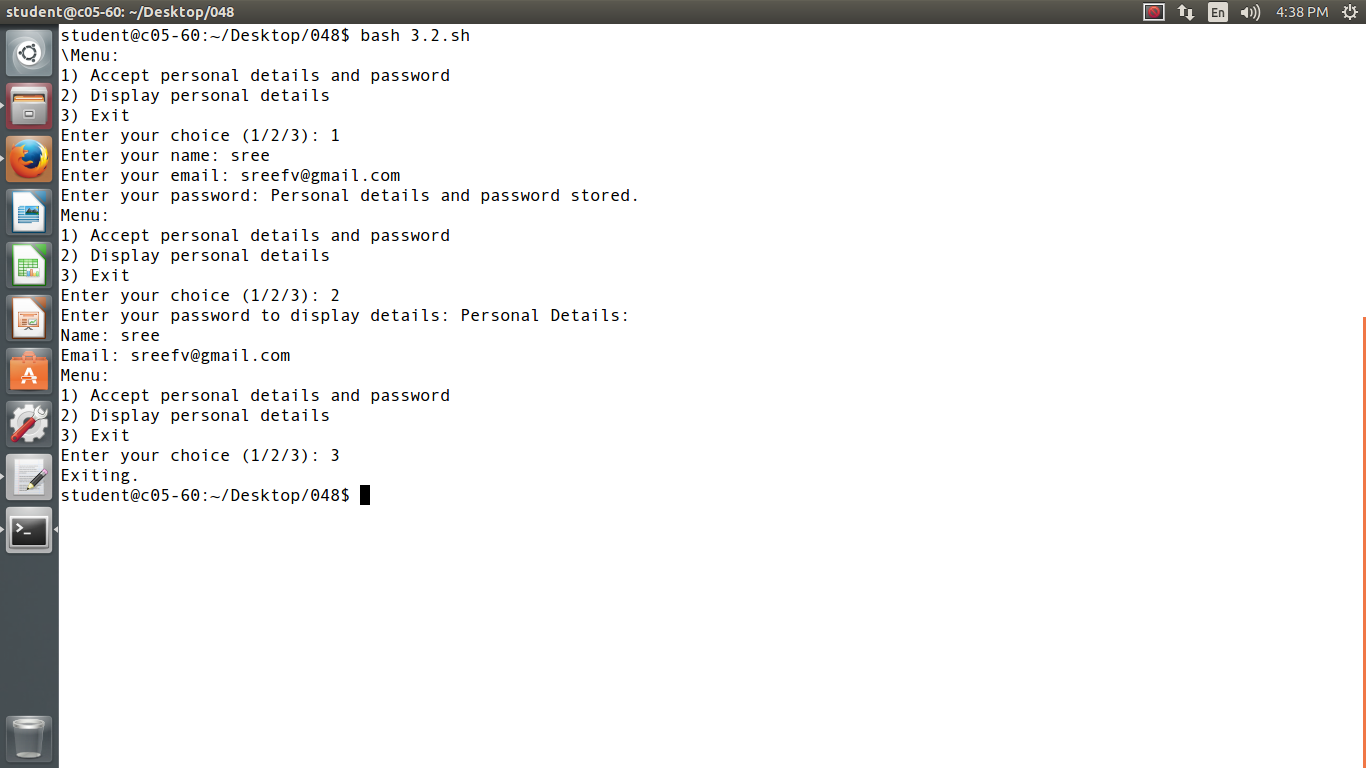 student@c05-60: ~/Desktop/048
En
4:38 PM
student@c05-60:~/Desktop/048$ bash 3.2.sh
\Menu:
1) Accept personal details and password
2) Display personal details
3) Exit
Enter your choice (1/2/3): 1
Enter your name: sree
Enter your email: sreefv@gmail.com
Enter your password: Personal details and password stored.
Menu:
1) Accept personal details and password
2) Display personal details
3) Exit
Enter your choice (1/2/3): 2
Enter your password to display details: Personal Details:
Name: sree
Email: sreefv@gmail.com
Menu:
1) Accept personal details and password
2) Display personal details
3) Exit
Enter your choice (1/2/3): 3
Exiting.
student@c05-60:~/Desktop/048$